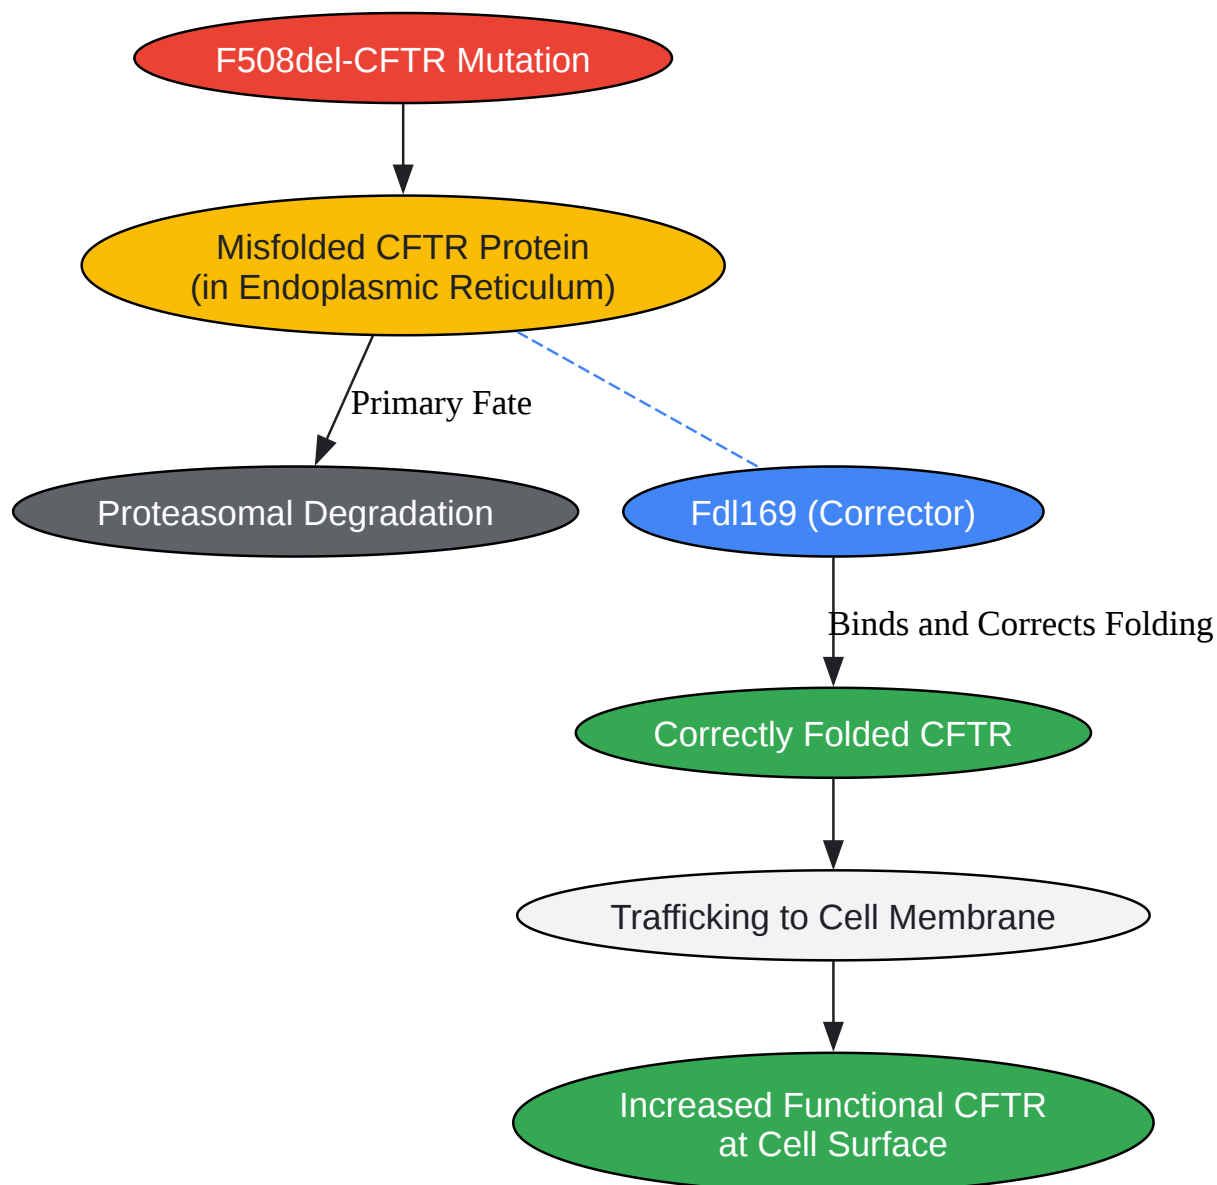 F508del-CFTR Mutation
Misfolded CFTR Protein
(in Endoplasmic Reticulum)
Primary Fate
Proteasomal Degradation
Fdl169 (Corrector)
Binds and Corrects Folding
Correctly Folded CFTR
Trafficking to Cell Membrane
Increased Functional CFTR
at Cell Surface